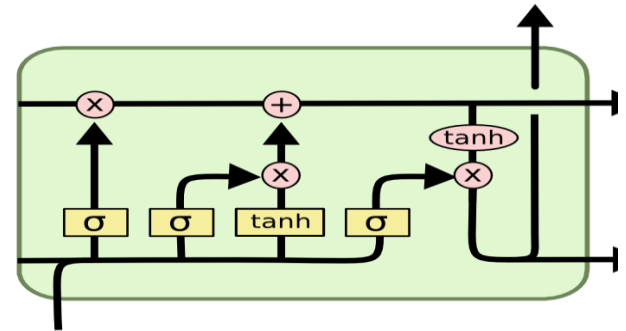 × +
tanh
× ×
σ σ tanh σ